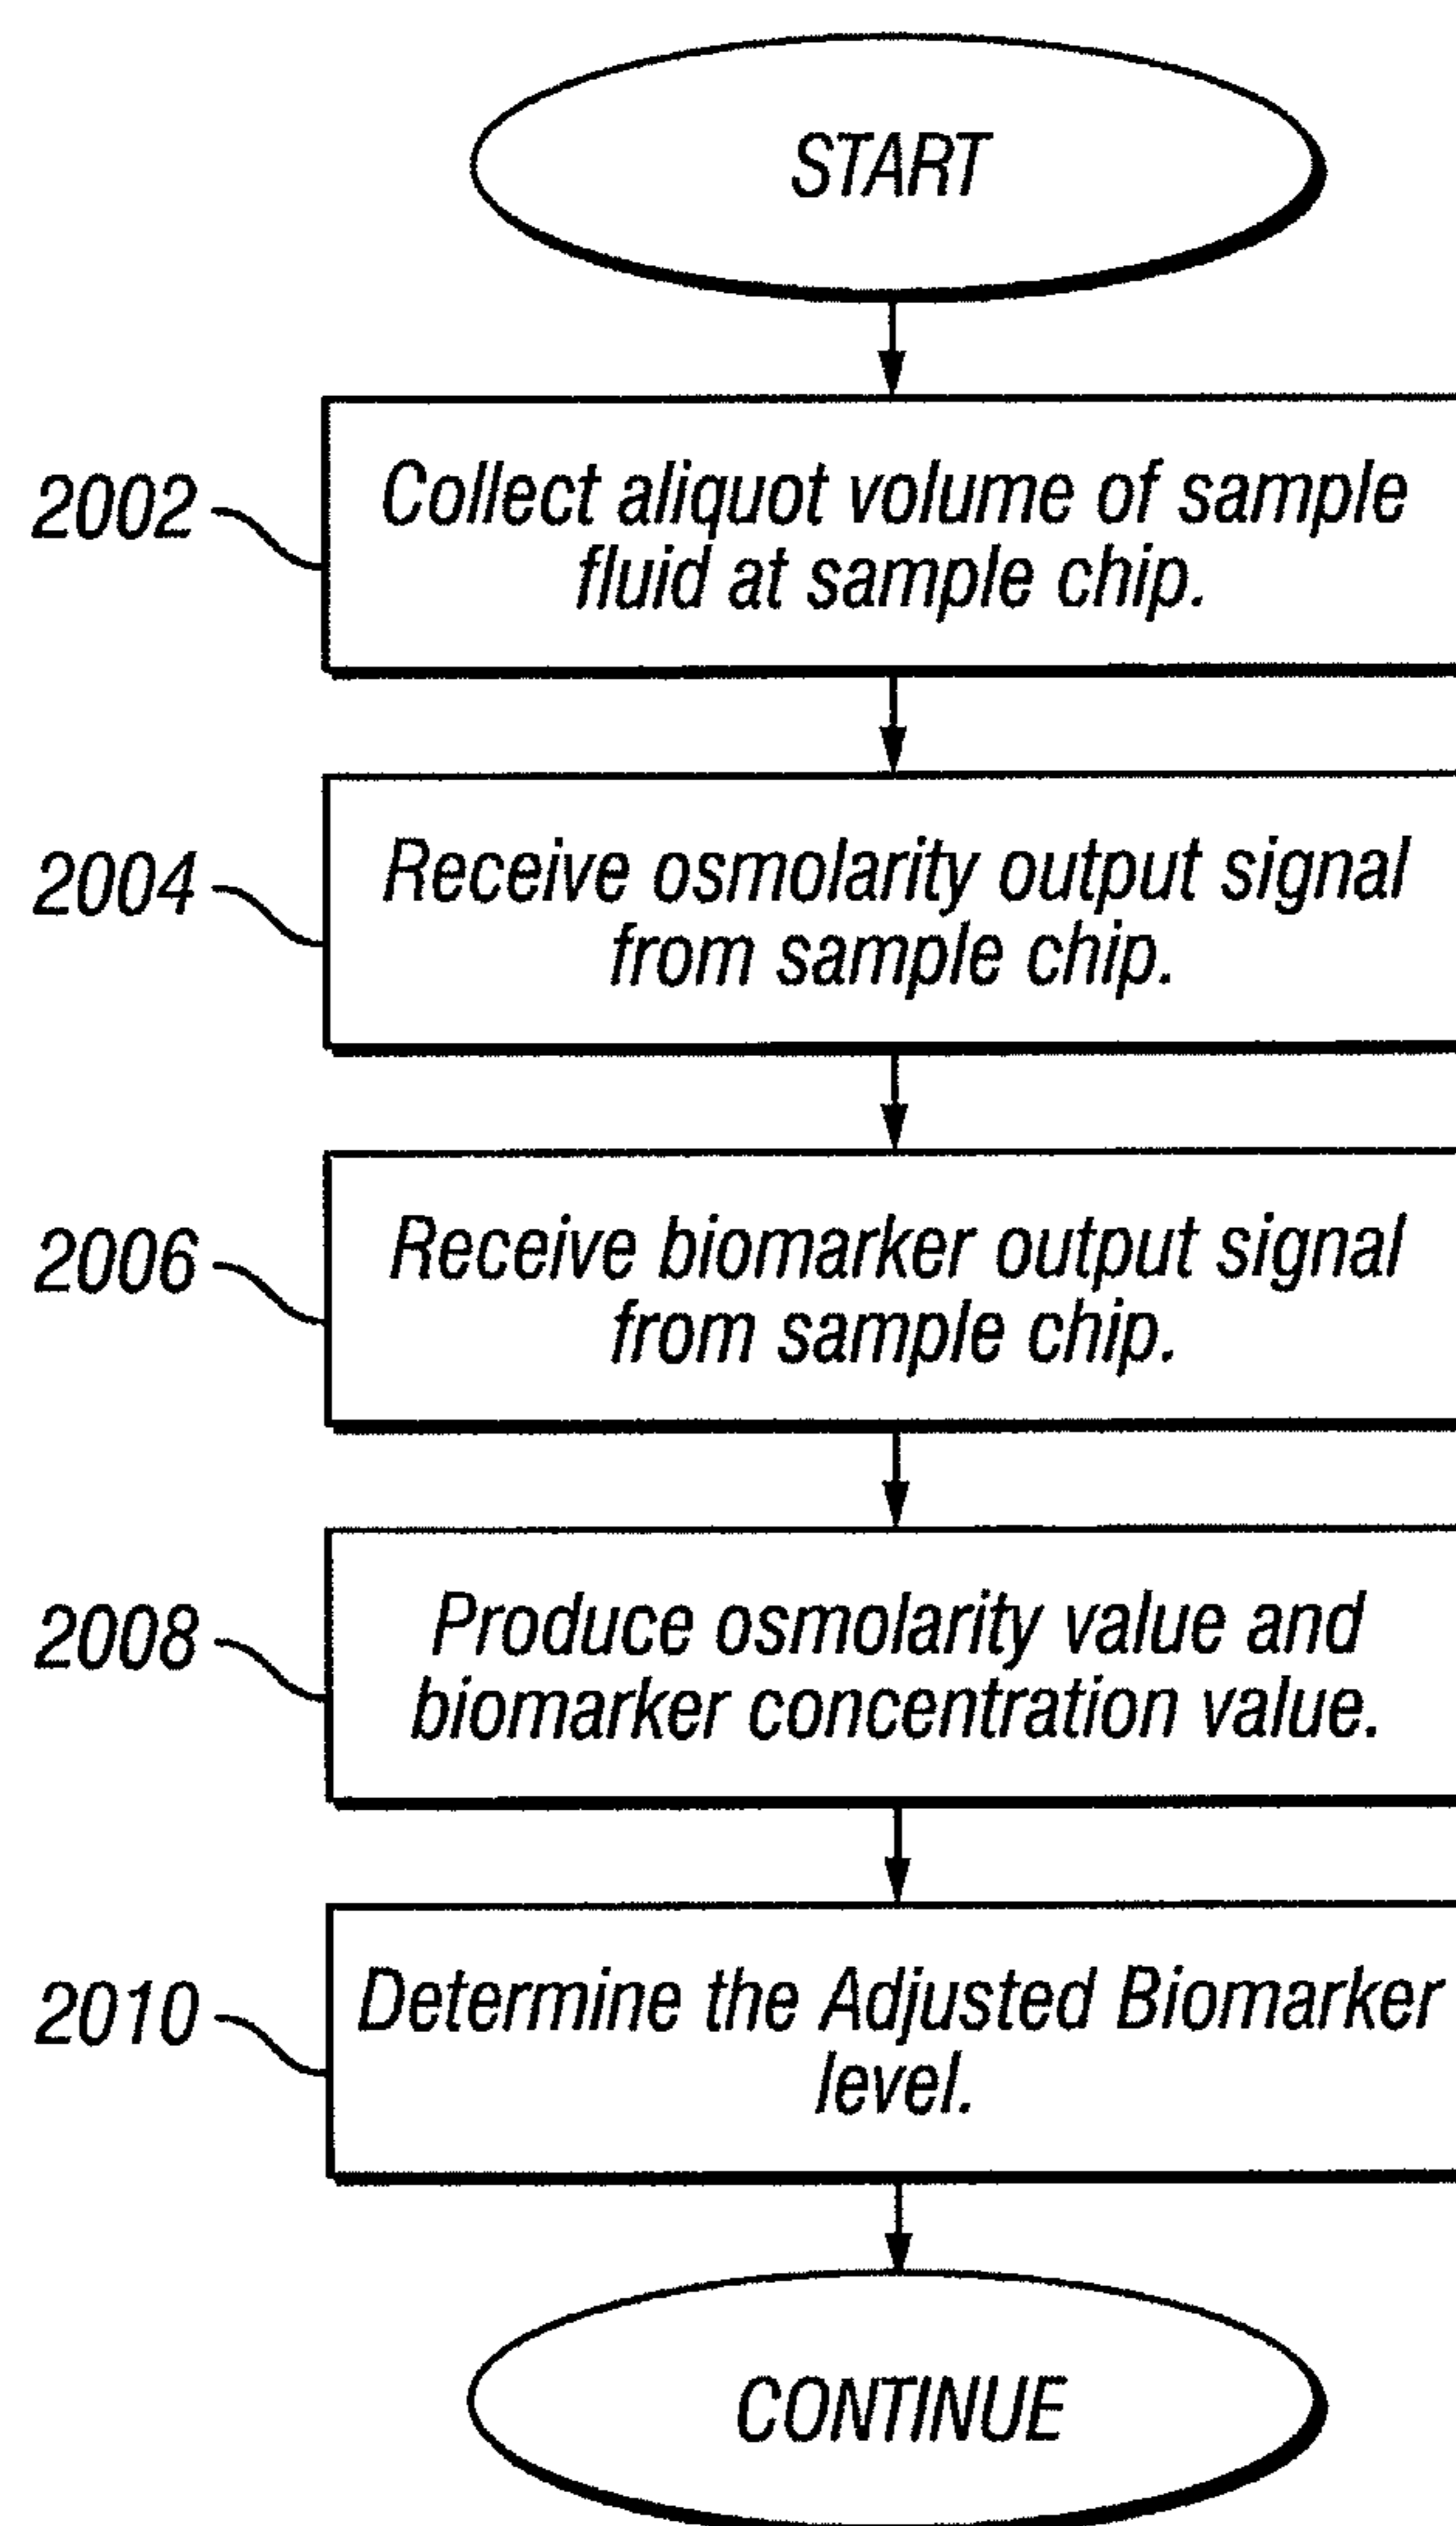 START
2002
Collect aliquot volume of sample
fluid at sample chip.
2004
Receive osmolarity output signal
from sample chip.
2006
Receive biomarker output signal
from sample chip.
2008
Produce osmolarity value and
biomarker concentration value.
2010
Determine the Adjusted Biomarker
level.
CONTINUE